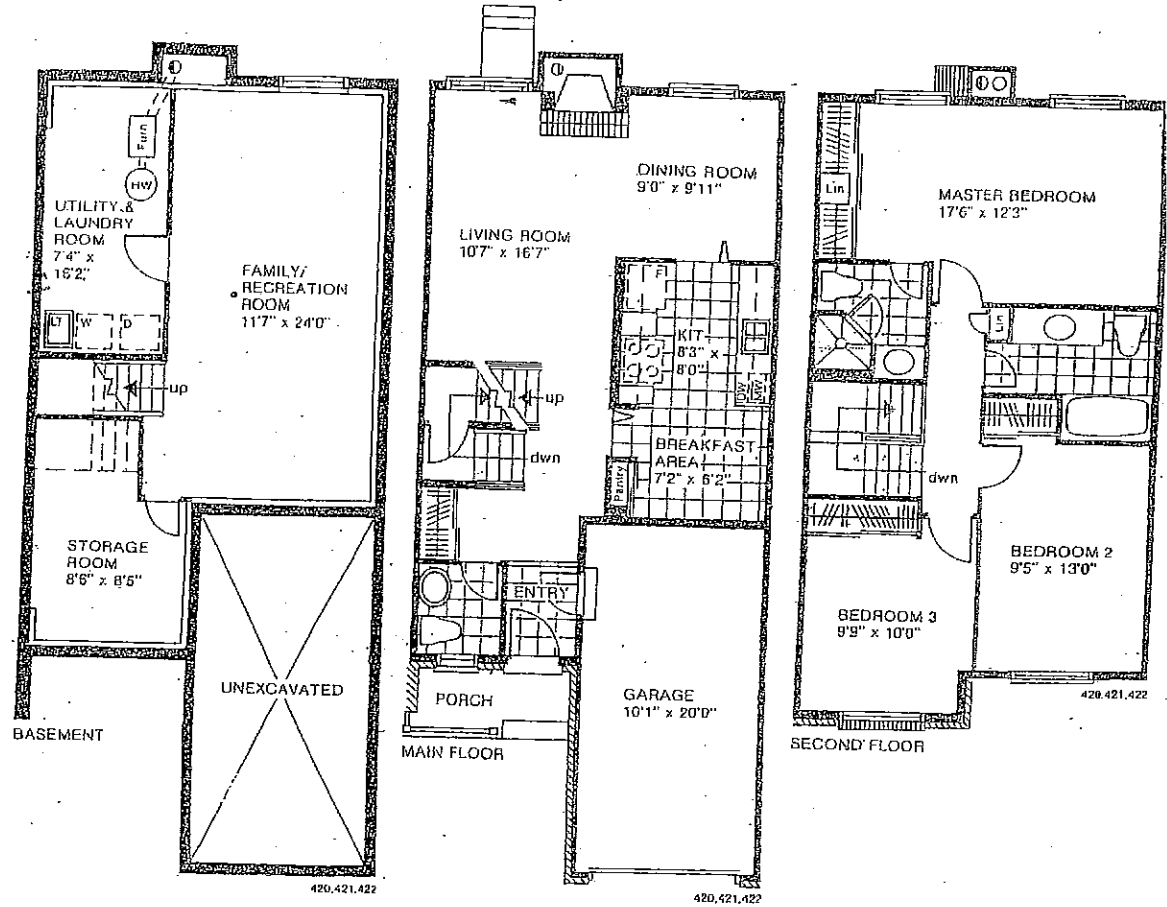 Furn
HW
UTILITY &
LAUNDRY
ROOM
7'4" x
16'2"
FAMILY/
RECREATION
ROOM
11'7" x 24'0"
LT
W
D
up
STORAGE
ROOM
8'6" x 8'5"
UNEXCAVATED
BASEMENT
420,421,422
DINING ROOM
9'0" x 9'11"
LIVING ROOM
10'7" x 16'7"
F
KIT
8'3" x
8'0"
DW
MW
up
dwn
BREAKFAST
AREA
7'2" x 6'2"
Pantry
ENTRY
PORCH
GARAGE
10'1" x 20'0"
MAIN FLOOR
420,421,422
Lin
MASTER BEDROOM
17'6" x 12'3"
Lin
dwn
BEDROOM 2
9'5" x 13'0"
BEDROOM 3
9'9" x 10'0"
420,421,422
SECOND FLOOR